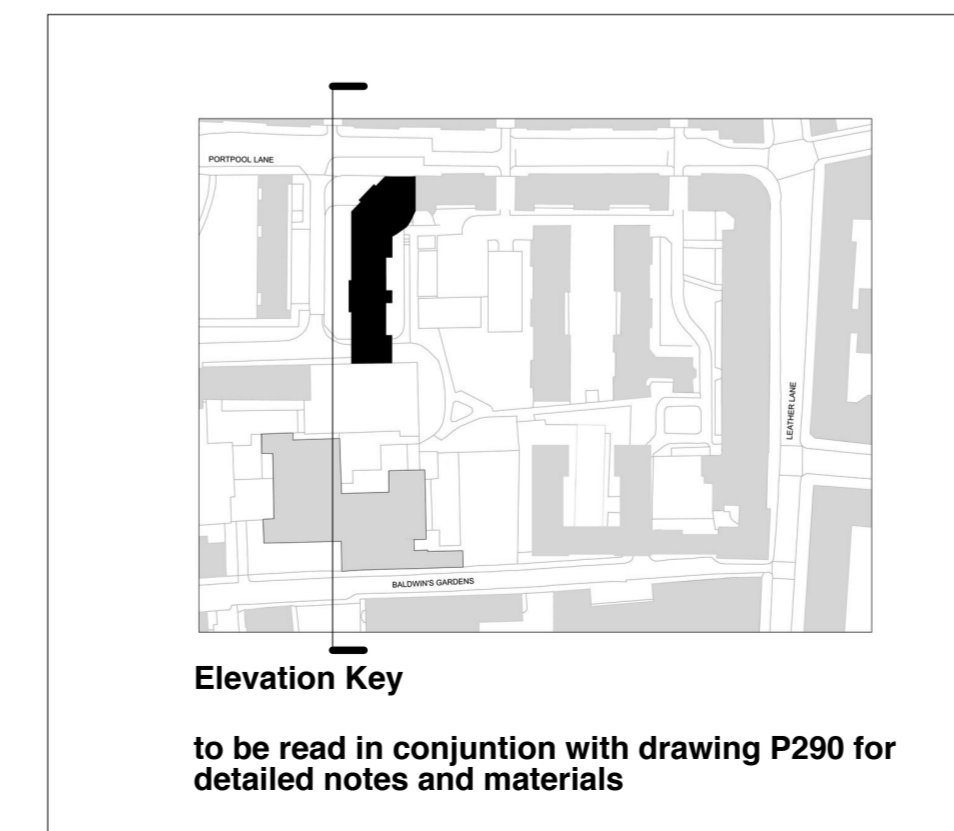 PORTPOOL LANE
LEATHER LANE
BALDWIN'S GARDENS
Elevation Key
to be read in conjuntion with drawing P290 for
detailed notes and materials